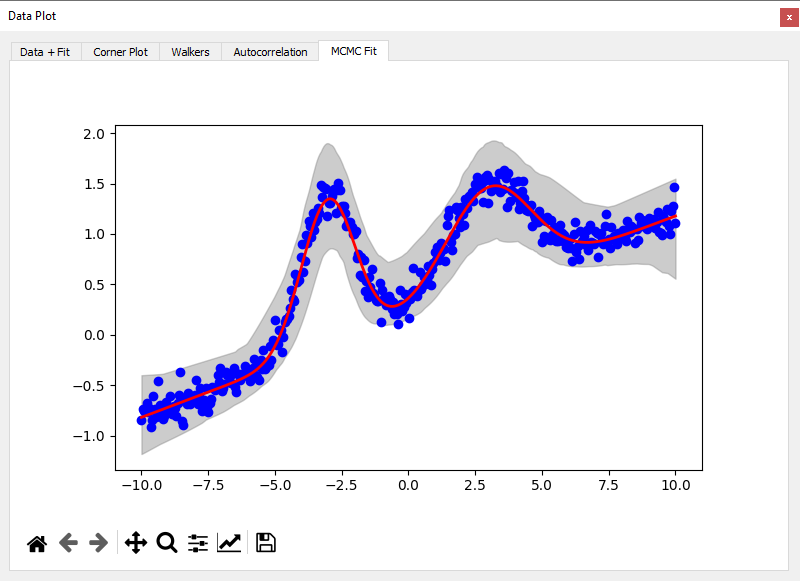 Data Plot
x
Data + Fit Corner Plot Walkers Autocorrelation MCMC Fit
2.0
1.5
1.0
0.5
0.0
−0.5
−1.0
−10.0 −7.5 −5.0 −2.5 0.0 2.5 5.0 7.5 10.0